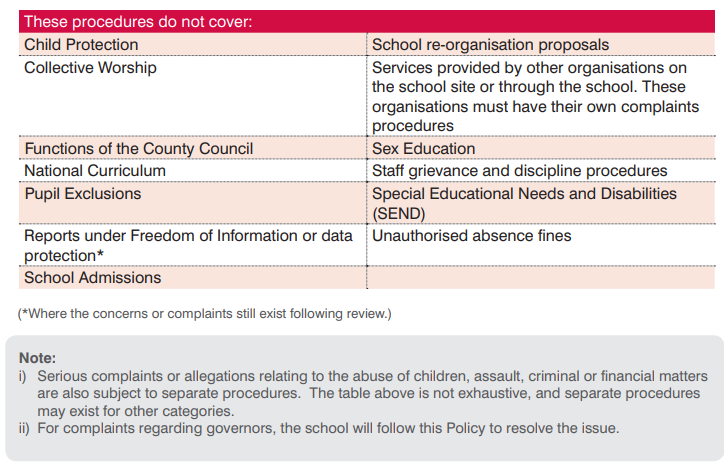 These procedures do not cover:
Child Protection
School re-organisation proposals
Collective Worship
Services provided by other organisations on
the school site or through the school. These
organisations must have their own complaints
procedures
Functions of the County Council
Sex Education
National Curriculum
Staff grievance and discipline procedures
Pupil Exclusions
Special Educational Needs and Disabilities
(SEND)
Reports under Freedom of Information or data
protection*
Unauthorised absence fines
School Admissions
(*Where the concerns or complaints still exist following review.)
Note:
i) Serious complaints or allegations relating to the abuse of children, assault, criminal or financial matters
are also subject to separate procedures. The table above is not exhaustive, and separate procedures
may exist for other categories.
ii) For complaints regarding governors, the school will follow this Policy to resolve the issue.